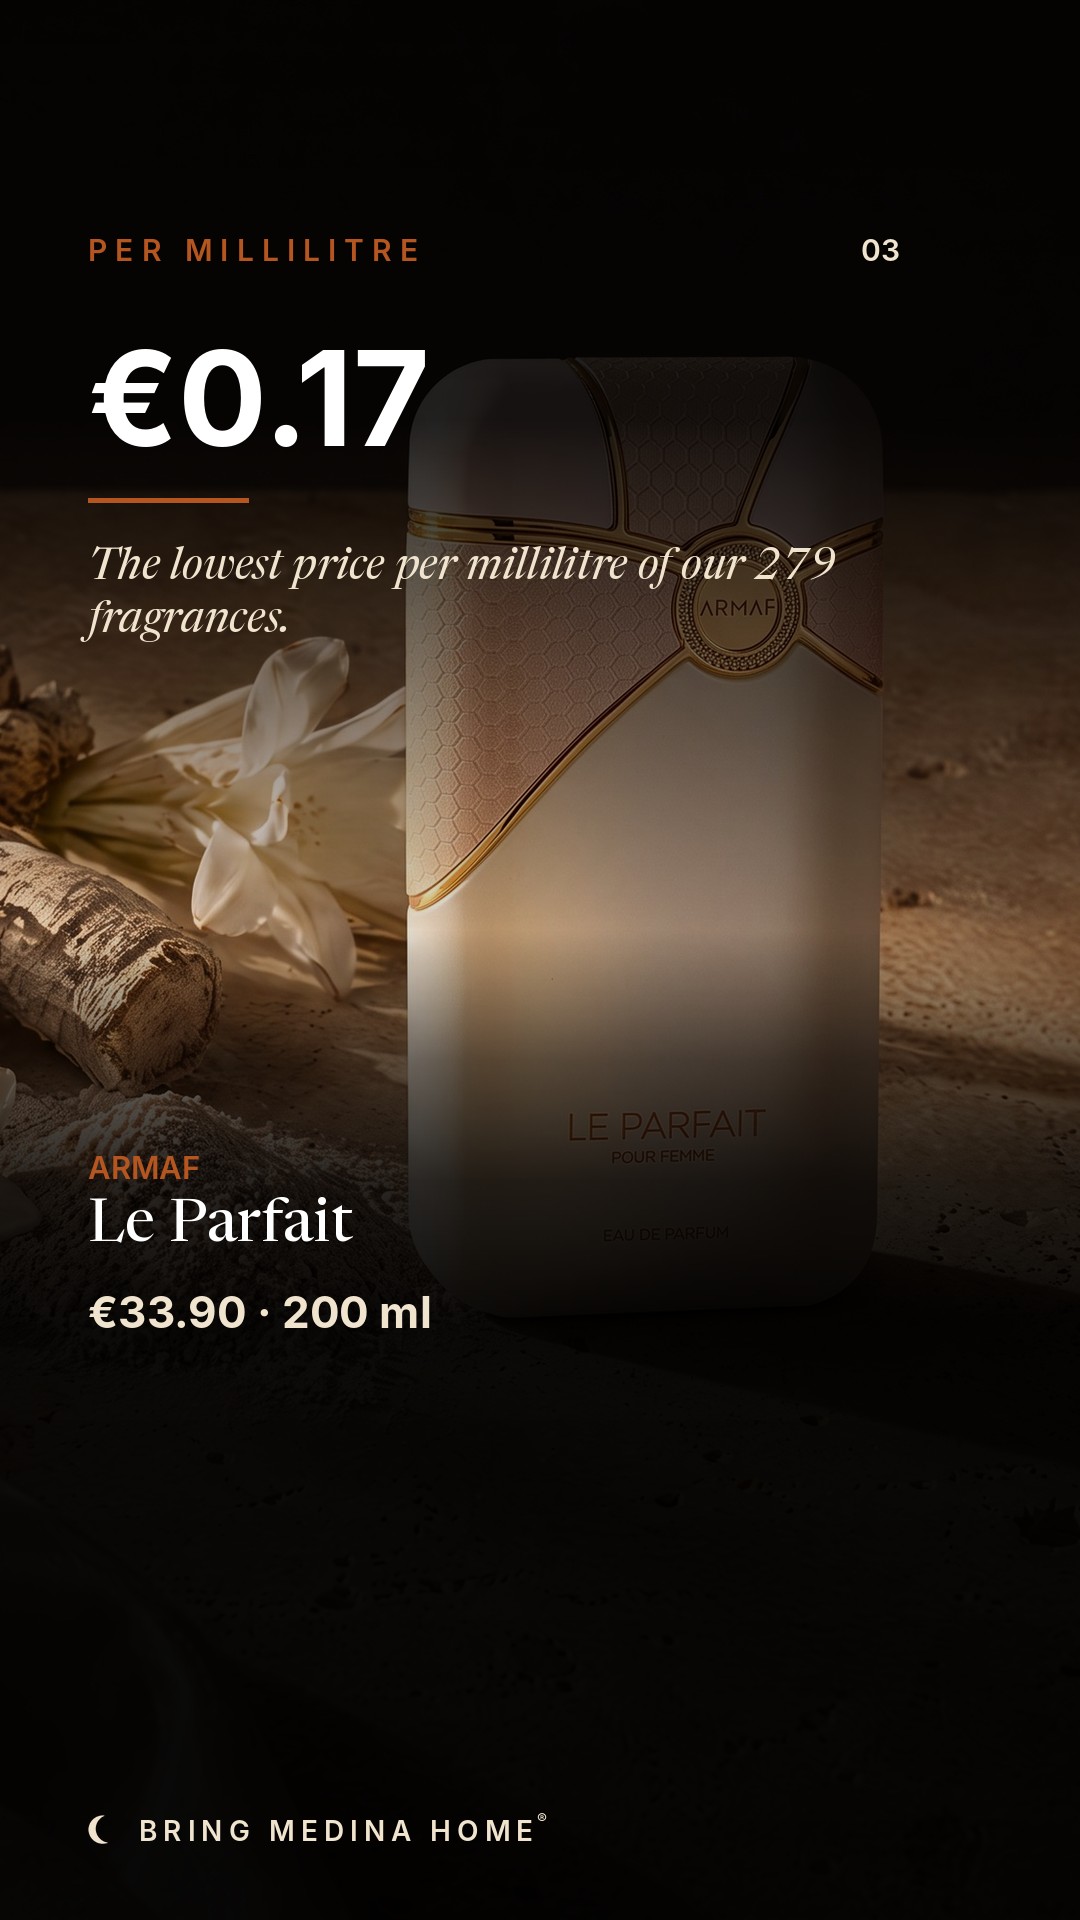 PER MILLILITRE
03
€0.17
The lowest price per millilitre of our 279
fragrances.
ARMAF
LE PARFAIT
POUR FEMME
EAU DE PARFUM
ARMAF
Le Parfait
€33.90 · 200 ml
BRING MEDINA HOME®